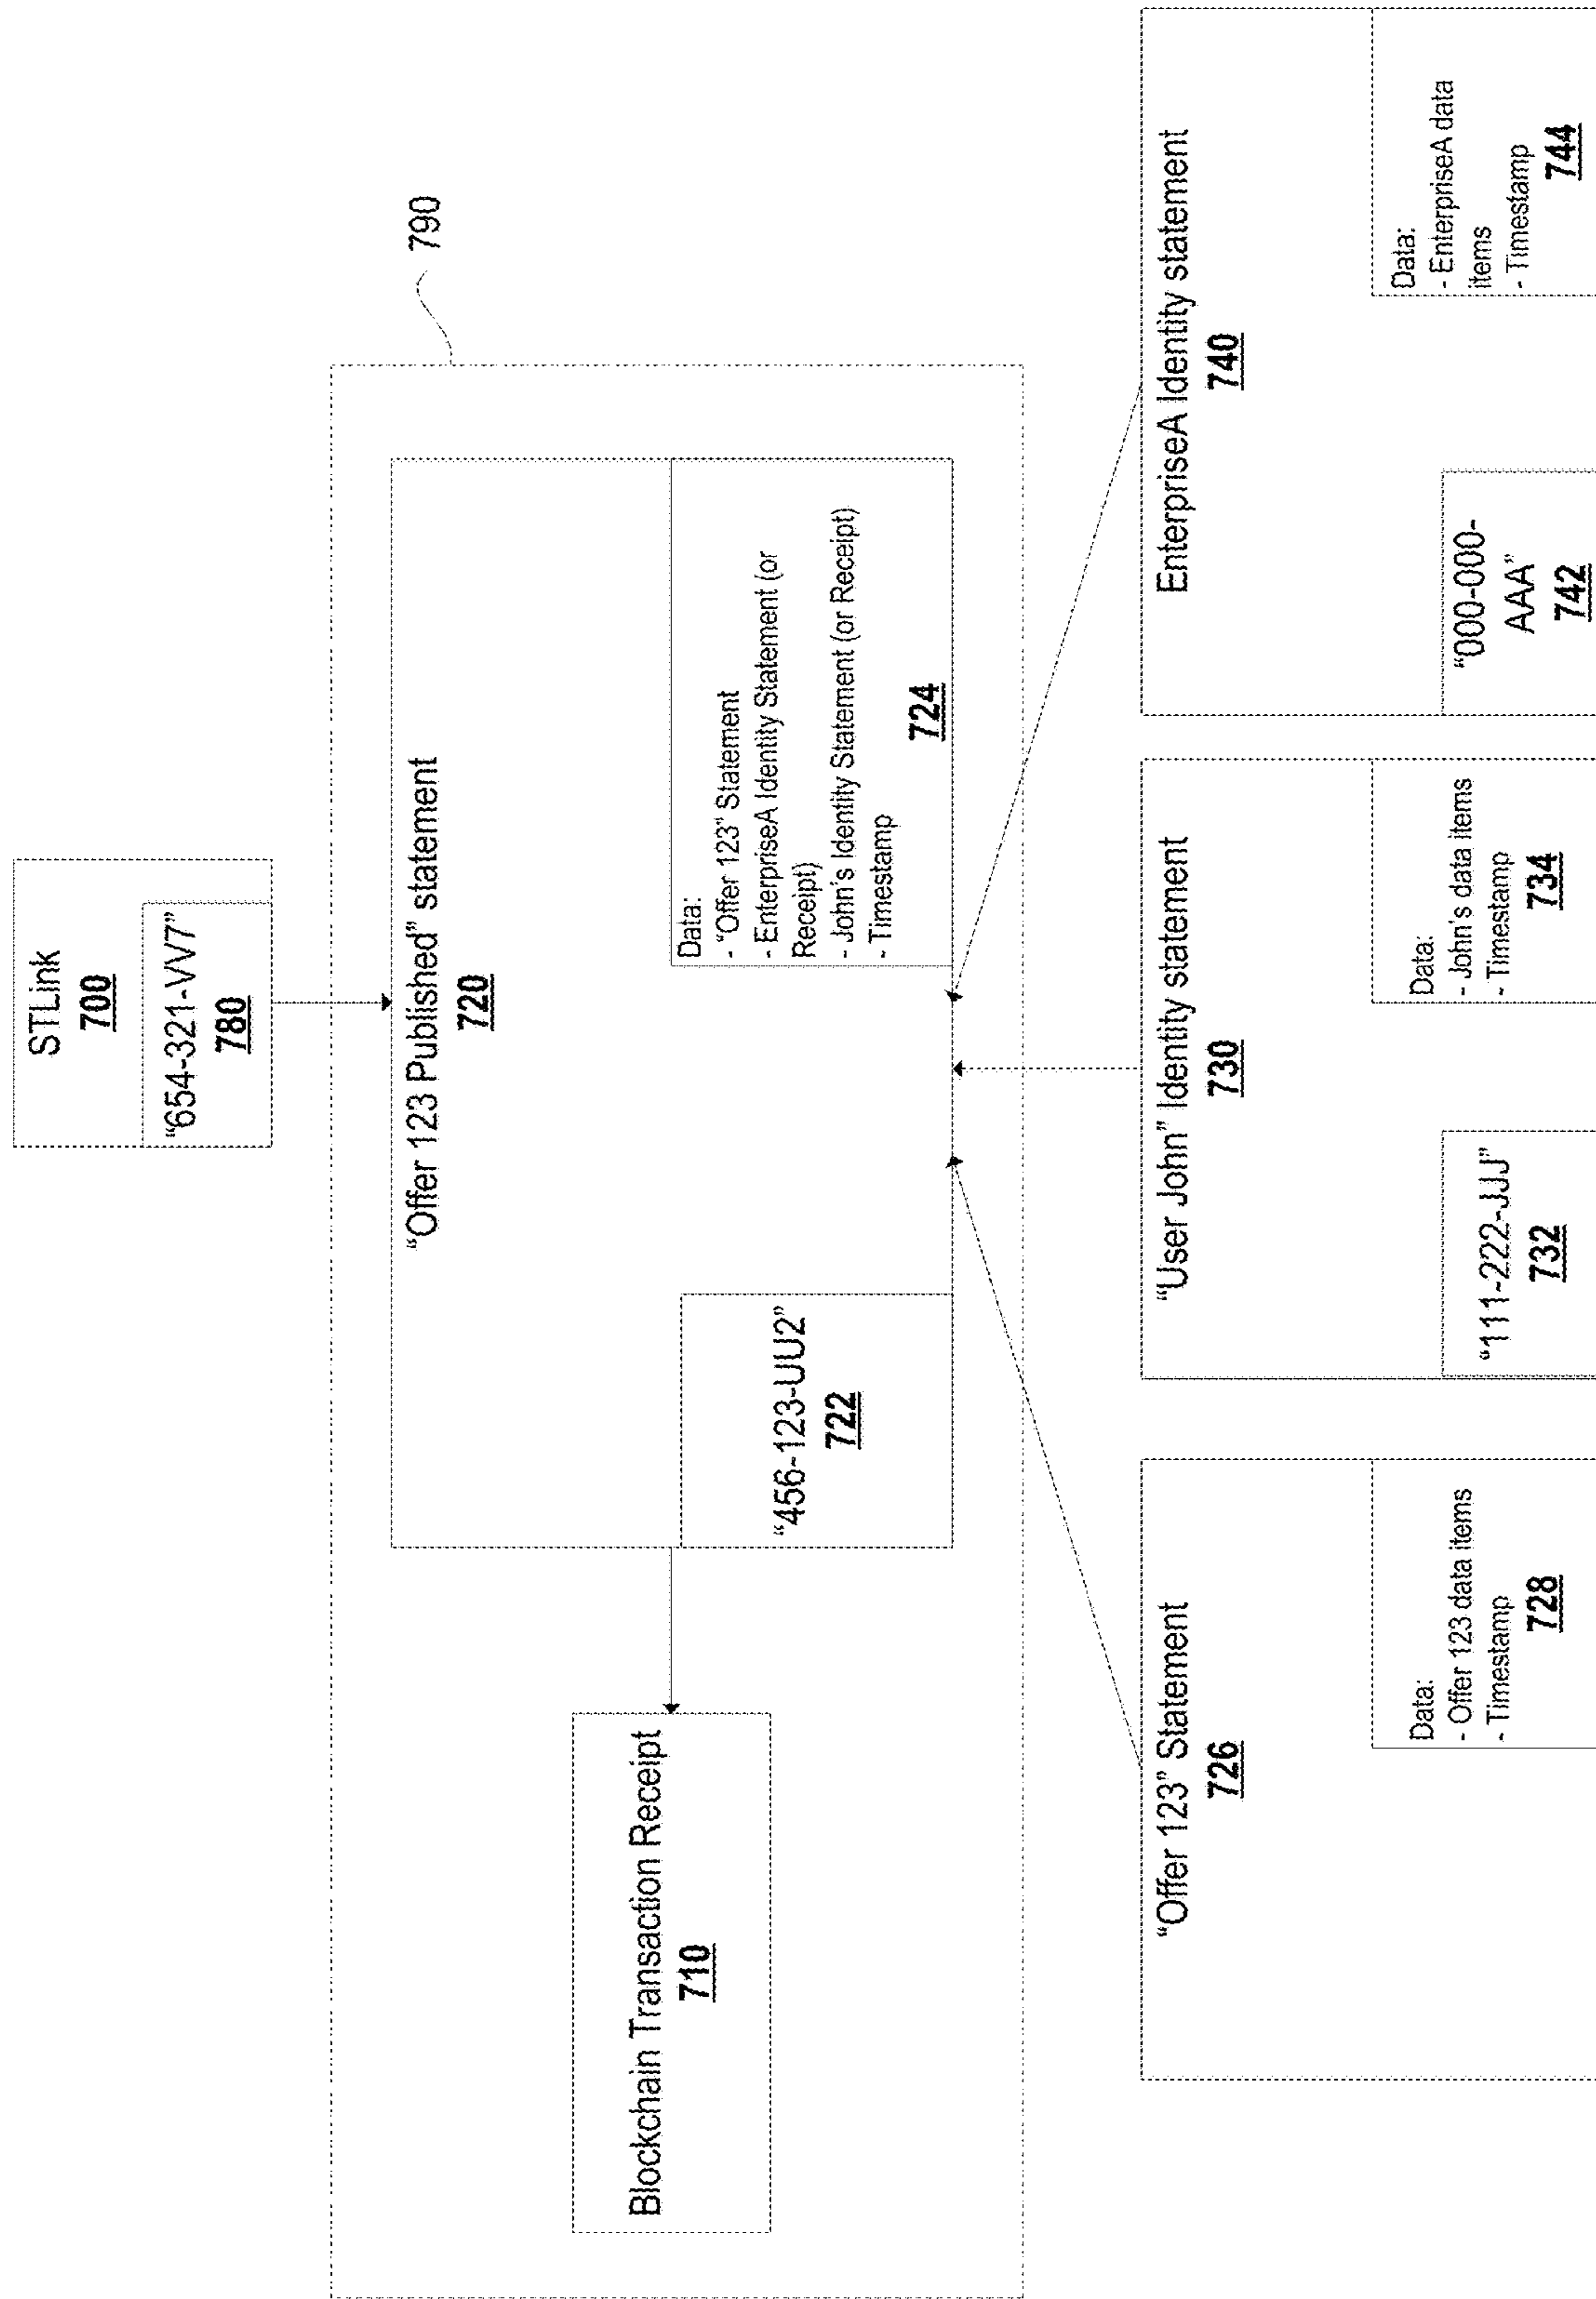 STLink
700
"654-321-VV7"
780
790
"Offer 123 Published" statement
720
Blockchain Transaction Receipt
710
"456-123-UU2"
722
Data:
- "Offer 123" Statement
- EnterpriseA Identity Statement (or
Receipt)
- John's Identity Statement (or Receipt)
- Timestamp
724
"Offer 123" Statement
726
Data:
- Offer 123 data items
- Timestamp
728
"User John" Identity statement
730
"111-222-JJJ"
732
Data:
- John's data items
- Timestamp
734
EnterpriseA Identity statement
740
"000-000-
AAA"
742
Data:
- EnterpriseA data
items
- Timestamp
744